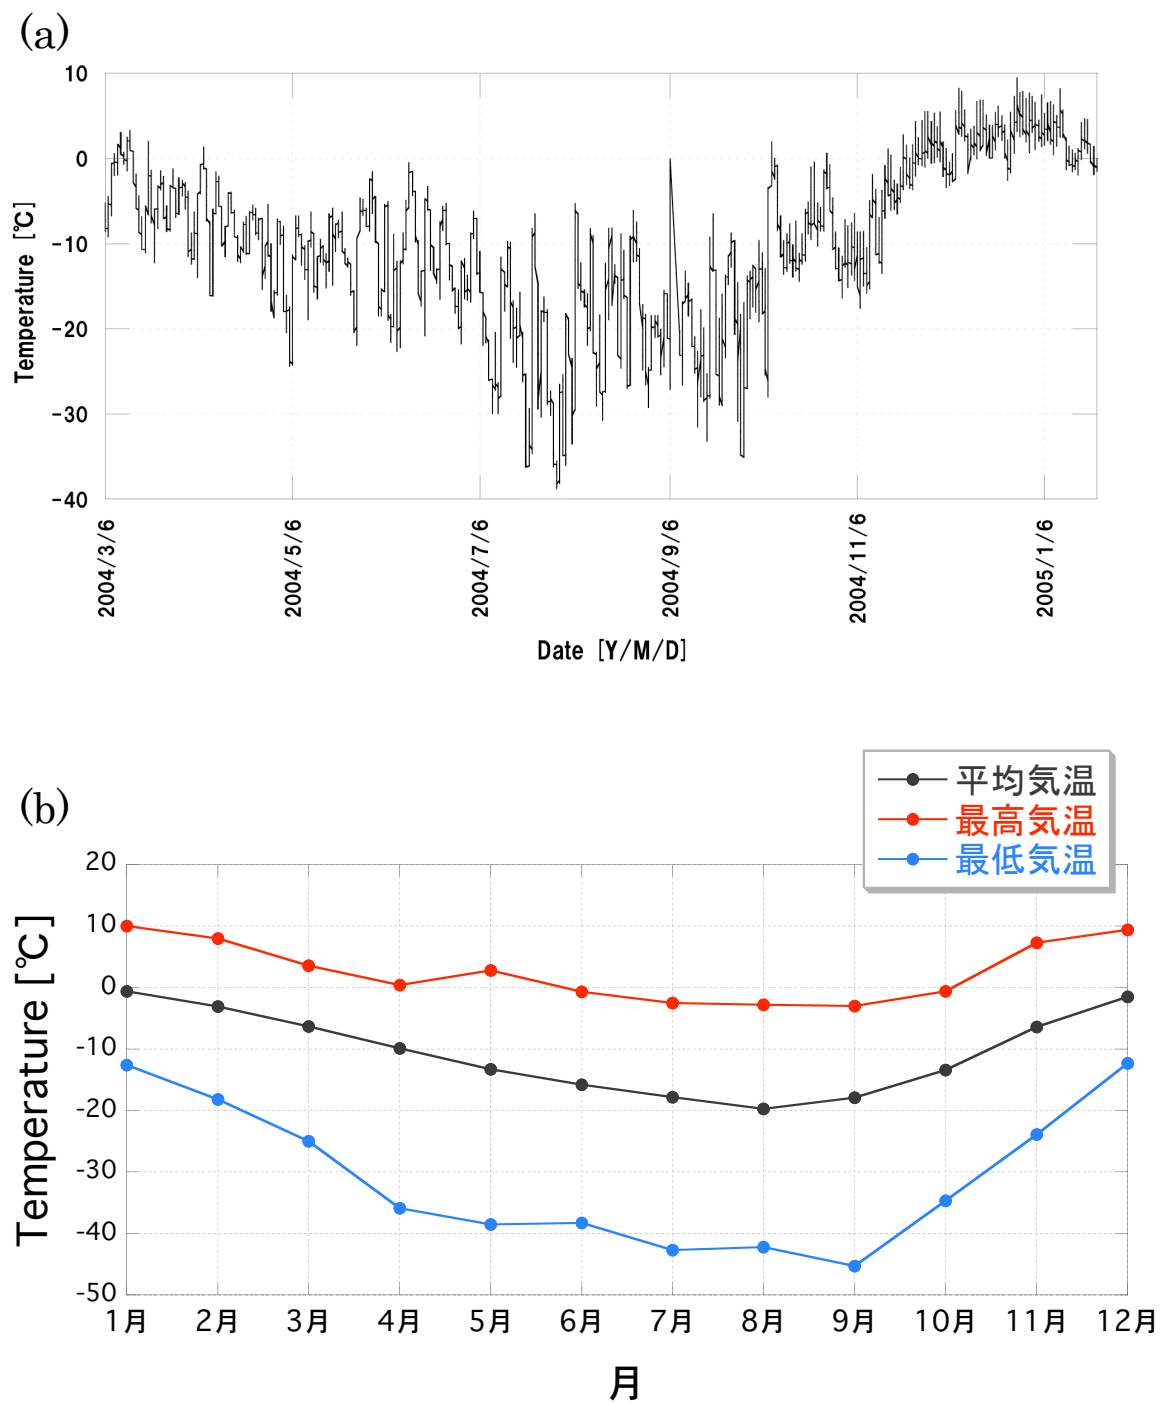 (a)
10
0
-10
-20
-30
-40
Temperature [℃]
2004/3/6
2004/5/6
2004/7/6
2004/9/6
2004/11/6
2005/1/6
Date [Y/M/D]
(b)
平均気温
最高気温
最低気温
20
10
0
-10
-20
-30
-40
-50
Temperature [℃]
1月 2月 3月 4月 5月 6月 7月 8月 9月 10月 11月 12月
月